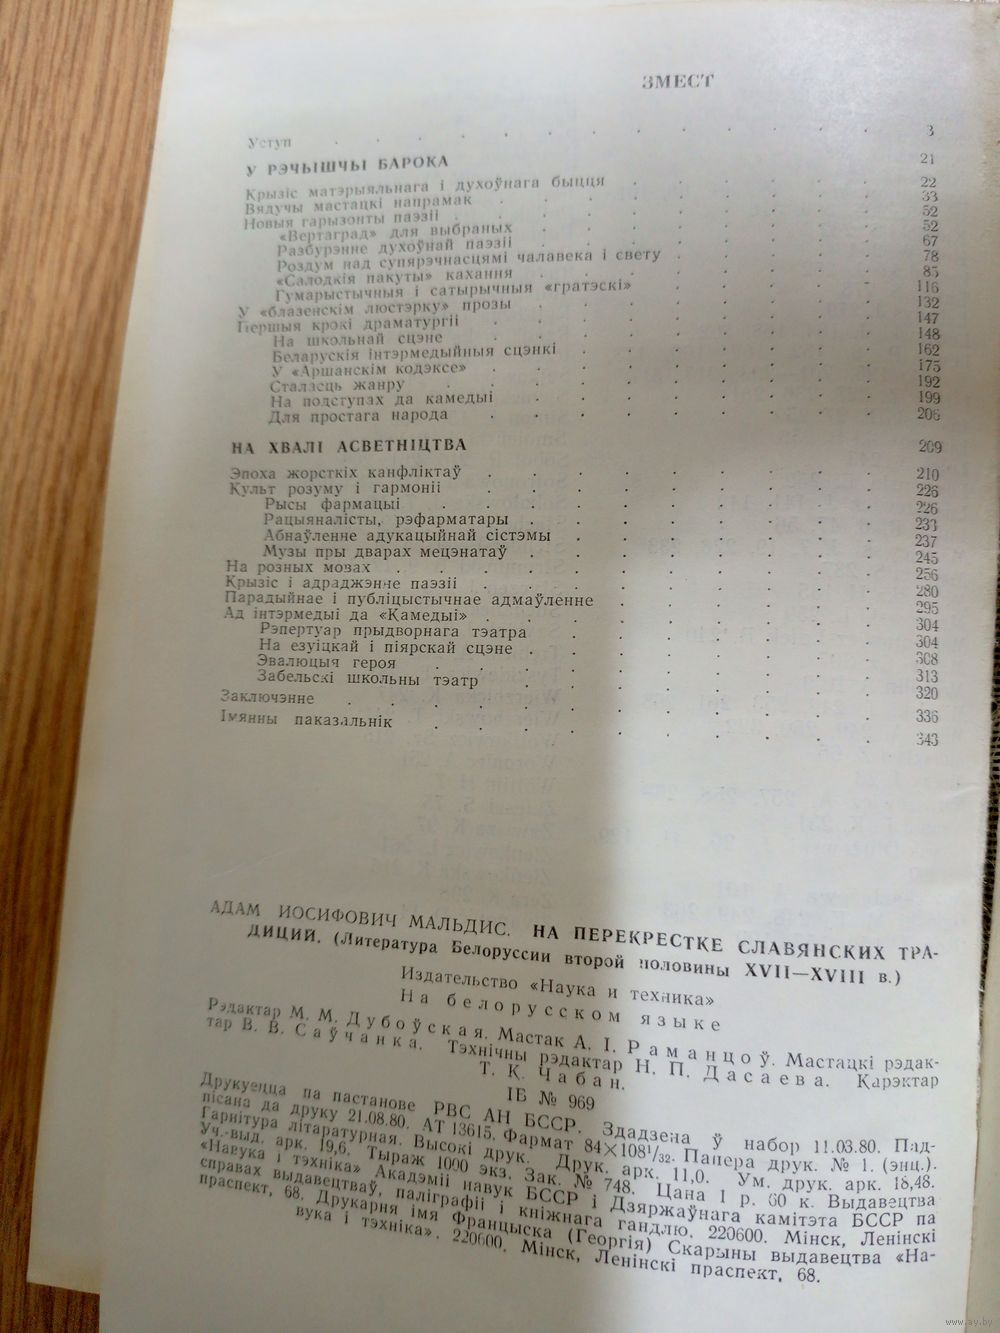 ЗМЕСТ
Уступ . . . . . . . . . . . . 3
У РЭЧЫШЧЫ БАРОКА 21
Крызіс матэрыяльнага і духоўнага быцця . . . . . . 22
Вядучы мастацкі напрамак . . . . . . . . 33
Новыя гарызонты паэзіі . . . . . . . . . 52
«Вертаград» для выбраных . . . . . . . . 52
Разбурэнне духоўнай паэзіі . . . . . . . . 67
Роздум над супярэчнасцямі чалавека і свету . . . . . 78
«Салодкія пакуты» кахання . . . . . . . . 85
Гумарыстычныя і сатырычныя «гратэскі» . . . . . . 116
У «блазенскім люстэрку» прозы . . . . . . . . 132
Першыя крокі драматургіі . . . . . . . . . 147
На школьнай сцэне . . . . . . . . . 148
Беларускія інтэрмедыйныя сцэнкі . . . . . . . 162
У «Аршанскім кодэксе» . . . . . . . . . 175
Сталасць жанру . . . . . . . . . . 192
На подступах да камедыі . . . . . . . . 199
Для простага народа . . . . . . . . . 206
НА ХВАЛІ АСВЕТНІЦТВА 209
Эпоха жорсткіх канфліктаў . . . . . . . . . 210
Культ розуму і гармоніі . . . . . . . . . 226
Рысы фармацыі . . . . . . . . . . 226
Рацыяналісты, рэфарматары . . . . . . . . 233
Абнаўленне адукацыйнай сістэмы . . . . . . . 237
Музы пры дварах мецэнатаў . . . . . . . . 245
На розных мовах . . . . . . . . . . . 256
Крызіс і адраджэнне паэзіі . . . . . . . . . 280
Парадыйнае і публіцыстычнае адмаўленне . . . . . . 295
Ад інтэрмедыі да «Камедыі» . . . . . . . . . 304
Рэпертуар прыдворнага тэатра . . . . . . . 304
На езуіцкай і піярскай сцэне . . . . . . . . 308
Эвалюцыя героя . . . . . . . . . . 313
Забельскі школьны тэатр . . . . . . . . 320
Заключэнне . . . . . . . . . . . . 336
Імянны паказальнік . . . . . . . . . . 343
АДАМ ИОСИФОВИЧ МАЛЬДИС. НА ПЕРЕКРЕСТКЕ СЛАВЯНСКИХ ТРА-
ДИЦИЙ. (Литература Белоруссии второй половины XVII—XVIII в.)
Издательство «Наука и техника»
На белорусском языке
Рэдактар М. М. Дубоўская. Мастак А. І. Раманцоў. Мастацкі рэдак-
тар В. В. Саўчанка. Тэхнічны рэдактар Н. П. Дасаева. Карэктар
Т. К. Чабан.
ІБ № 969
Друкуецца па пастанове РВС АН БССР. Здадзена ў набор 11.03.80. Пад-
пісана да друку 21.08.80. АТ 13615. Фармат 84×108¹/₃₂. Папера друк. № 1. (энц.).
Гарнітура літаратурная. Высокі друк. Друк. арк. 11,0. Ум. друк. арк. 18,48.
Уч.-выд. арк. 19,6. Тыраж 1000 экз. Зак. № 748. Цана 1 р. 60 к. Выдавецтва
«Навука і тэхніка» Акадэміі навук БССР і Дзяржаўнага камітэта БССР па
справах выдавецтваў, паліграфіі і кніжнага гандлю. 220600. Мінск, Ленінскі
праспект, 68. Друкарня імя Францыска (Георгія) Скарыны выдавецтва «На-
вука і тэхніка». 220600. Мінск, Ленінскі праспект, 68.
www.ay.by